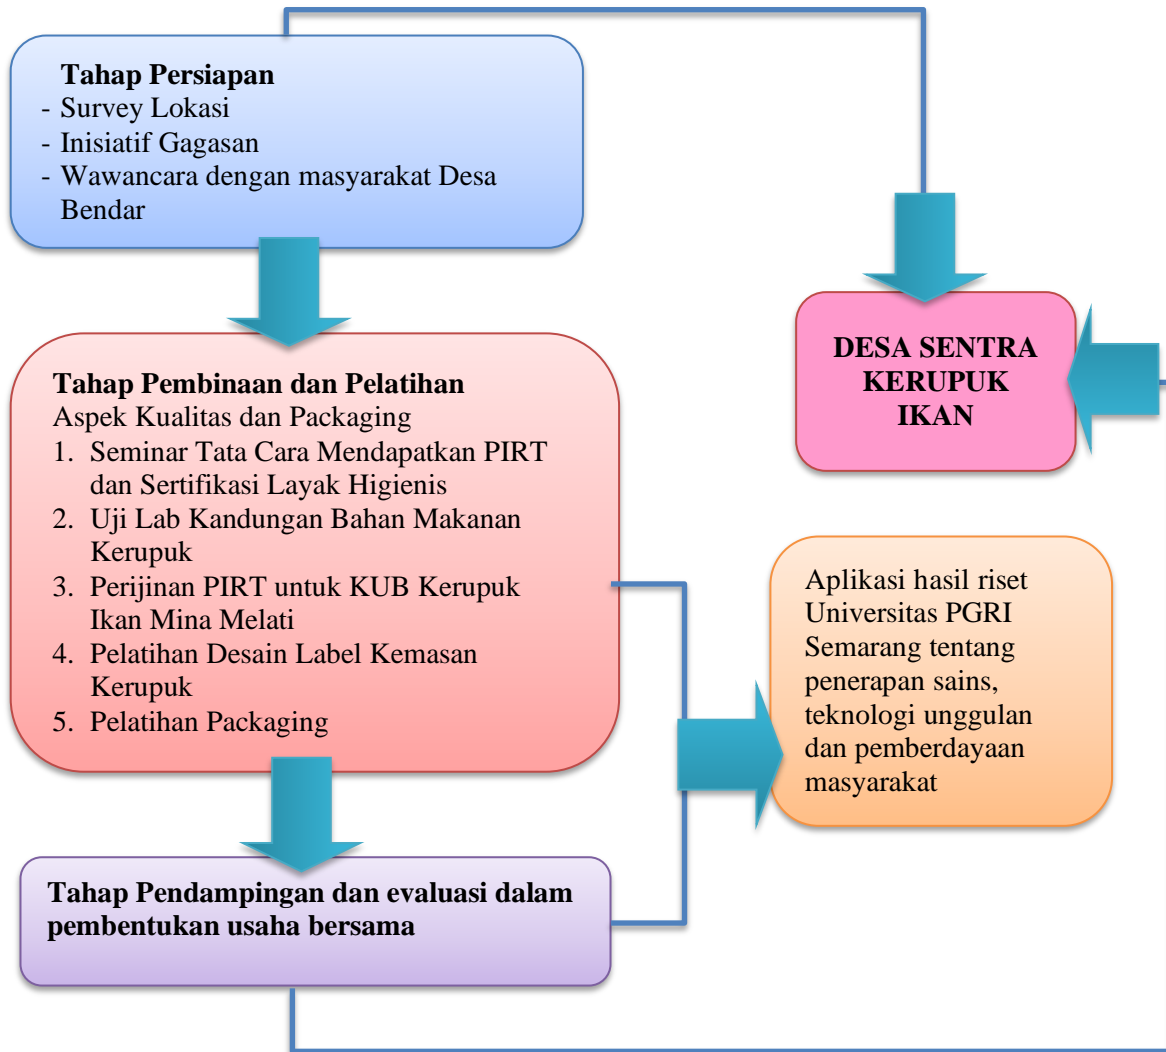 Tahap Persiapan
- Survey Lokasi
- Inisiatif Gagasan
- Wawancara dengan masyarakat Desa
Bendar
Tahap Pembinaan dan Pelatihan
Aspek Kualitas dan Packaging
1. Seminar Tata Cara Mendapatkan PIRT
dan Sertifikasi Layak Higienis
2. Uji Lab Kandungan Bahan Makanan
Kerupuk
3. Perijinan PIRT untuk KUB Kerupuk
Ikan Mina Melati
4. Pelatihan Desain Label Kemasan
Kerupuk
5. Pelatihan Packaging
Tahap Pendampingan dan evaluasi dalam
pembentukan usaha bersama
DESA SENTRA
KERUPUK
IKAN
Aplikasi hasil riset
Universitas PGRI
Semarang tentang
penerapan sains,
teknologi unggulan
dan pemberdayaan
masyarakat